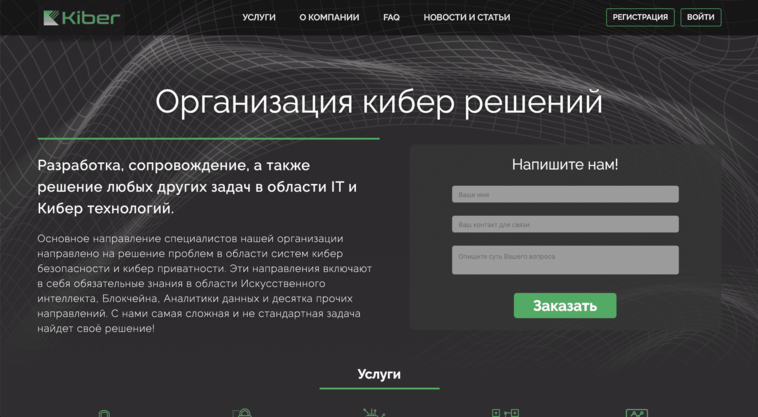 Kiber
УСЛУГИ
О КОМПАНИИ
FAQ
НОВОСТИ И СТАТЬИ
РЕГИСТРАЦИЯ
ВОЙТИ
Организация кибер решений
Разработка, сопровождение, а также
решение любых других задач в области IT и
Кибер технологий.
Основное направление специалистов нашей организации
направлено на решение проблем в области систем кибер
безопасности и кибер приватности. Эти направления включают
в себя обязательные знания в области Искусственного
интеллекта, Блокчейна, Аналитики данных и десятка прочих
направлений. С нами самая сложная и не стандартная задача
найдет своё решение!
Напишите нам!
Ваше имя
Ваш контакт для связи
Опишите суть Вашего вопроса
Заказать
Услуги